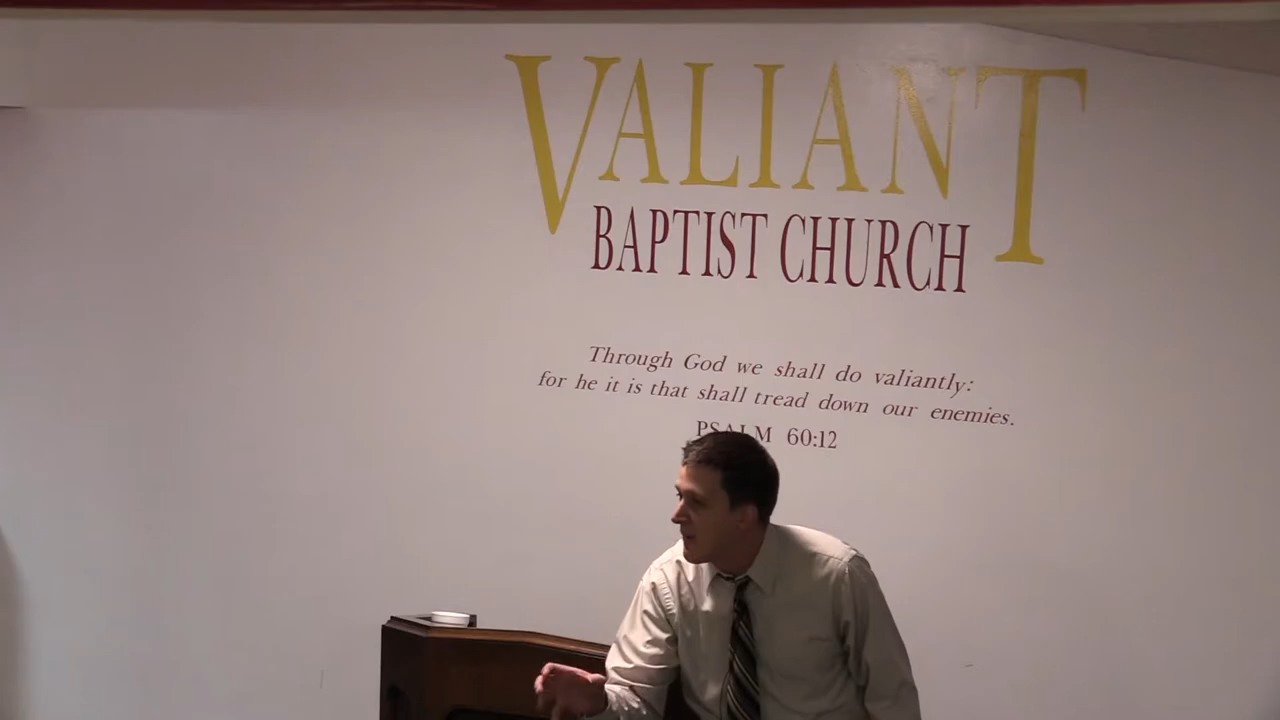 VALIANT
BAPTIST CHURCH
Through God we shall do valiantly:
for he it is that shall tread down our enemies.
PSALM 60:12